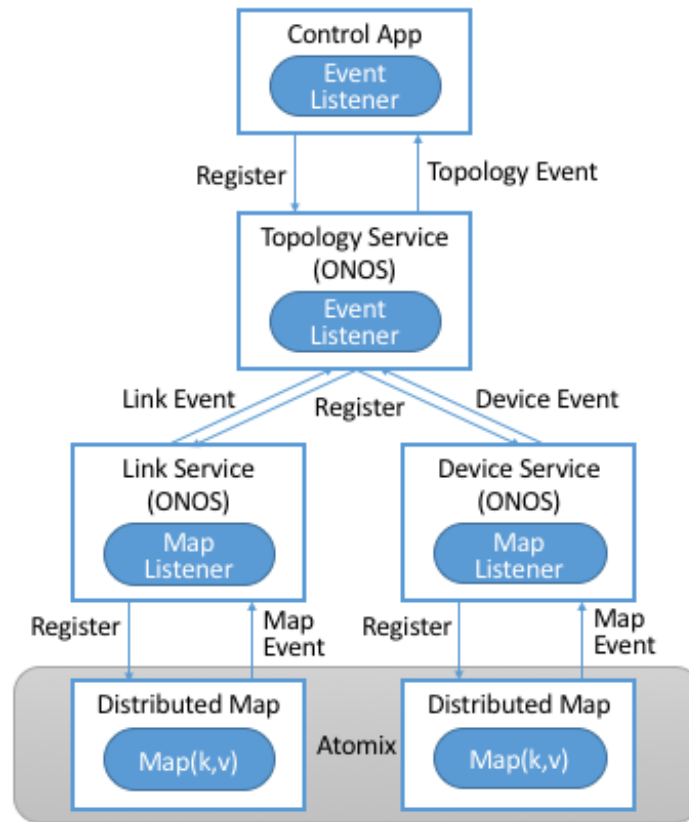 Control App
Event
Listener
Register
Topology Event
Topology Service
(ONOS)
Event
Listener
Link Event
Register
Device Event
Link Service
(ONOS)
Map
Listener
Device Service
(ONOS)
Map
Listener
Register
Map
Event
Register
Map
Event
Distributed Map
Map(k,v)
Atomix
Distributed Map
Map(k,v)